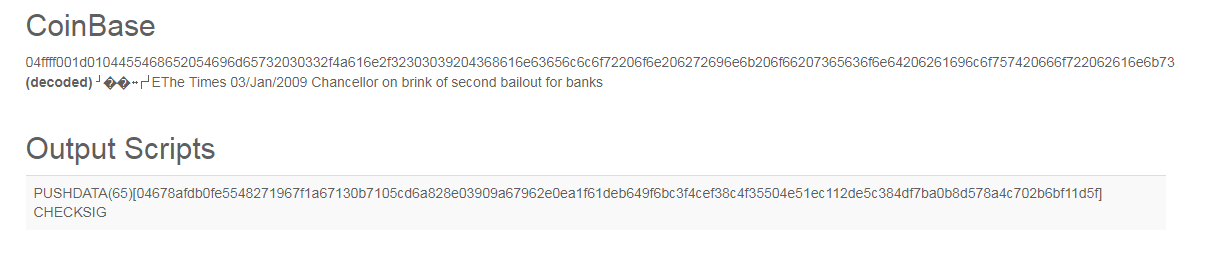 CoinBase
04ffff001d0104455468652054696d65732030332f4a616e2f32303039204368616e63656c6c6f72206f6e206272696e6b206f66207365636f6e64206261696c6f757420666f722062616e6b73
(decoded) ┘��↔┌EThe Times 03/Jan/2009 Chancellor on brink of second bailout for banks
Output Scripts
PUSHDATA(65)[04678afdb0fe5548271967f1a67130b7105cd6a828e03909a67962e0ea1f61deb649f6bc3f4cef38c4f35504e51ec112de5c384df7ba0b8d578a4c702b6bf11d5f]
CHECKSIG